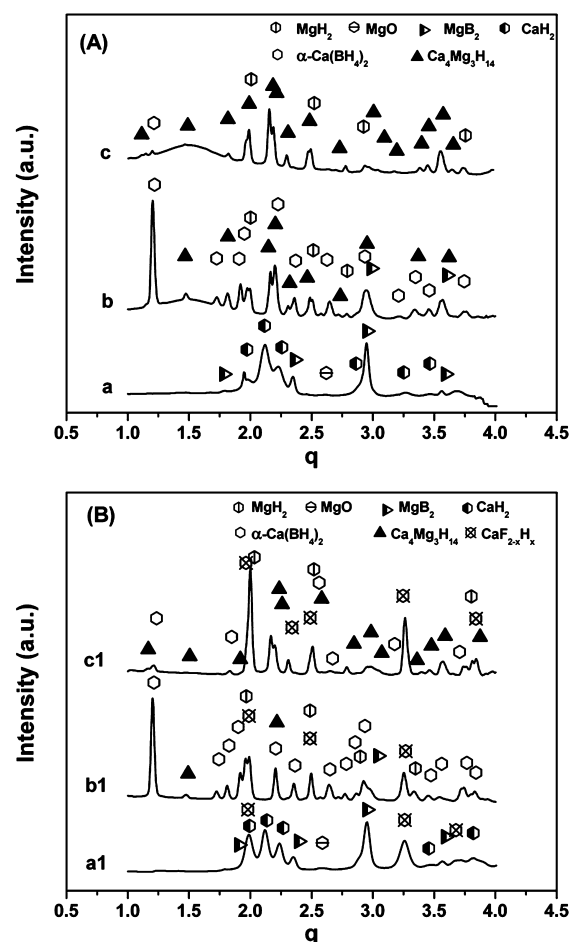 (A)
MgH₂ MgO MgB₂ CaH₂
α-Ca(BH₄)₂ Ca₄Mg₃H₁₄
c
b
a
Intensity (a.u.)
0.5 1.0 1.5 2.0 2.5 3.0 3.5 4.0 4.5
q
(B)
MgH₂ MgO MgB₂ CaH₂
α-Ca(BH₄)₂ Ca₄Mg₃H₁₄ CaF₂₋ₓHₓ
c1
b1
a1
Intensity (a.u.)
0.5 1.0 1.5 2.0 2.5 3.0 3.5 4.0 4.5
q